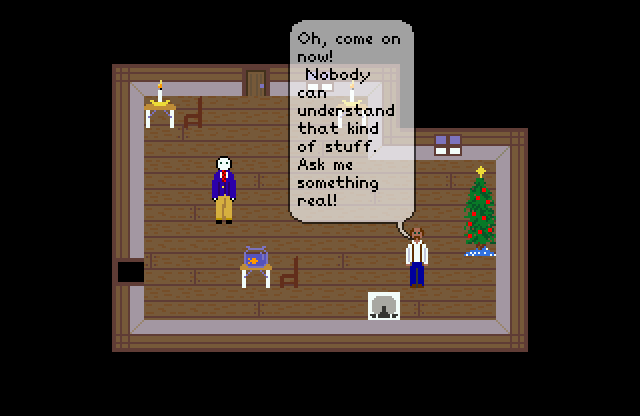 Oh, come on
now!
Nobody
can
understand
that kind
of stuff.
Ask me
something
real!